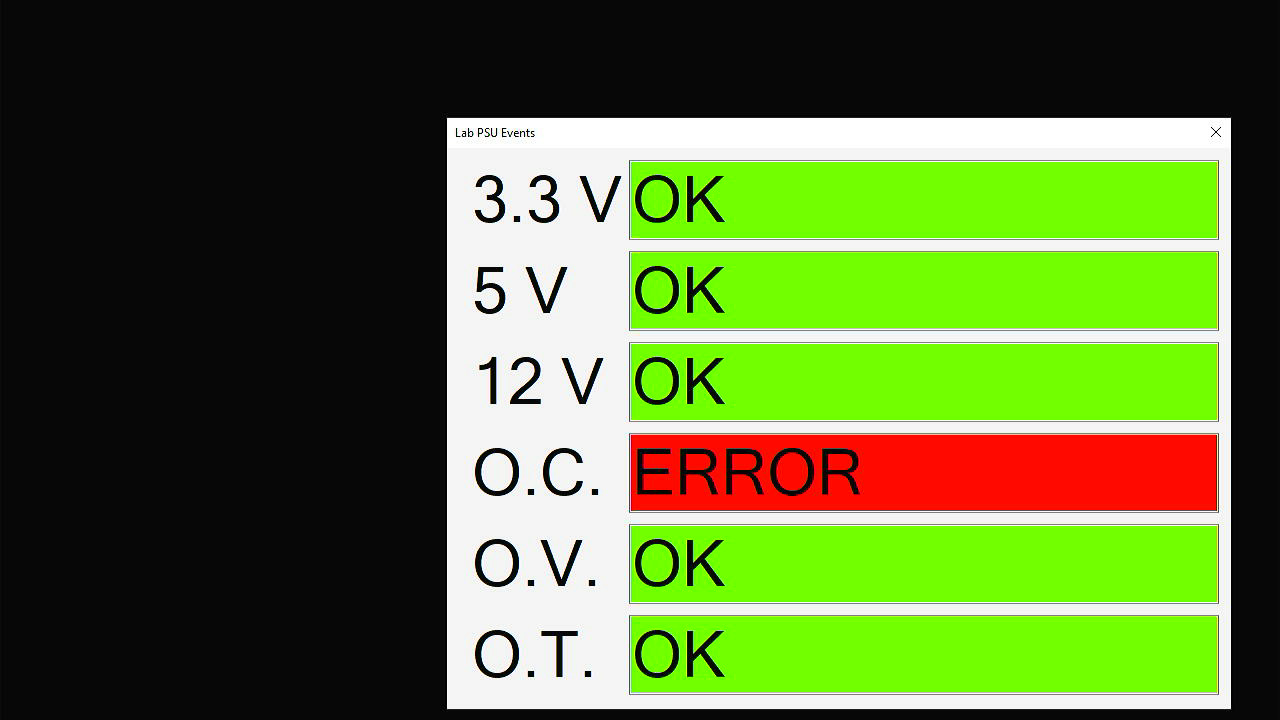 Lab PSU Events
3.3 V OK
5 V OK
12 V OK
O.C. ERROR
O.V. OK
O.T. OK